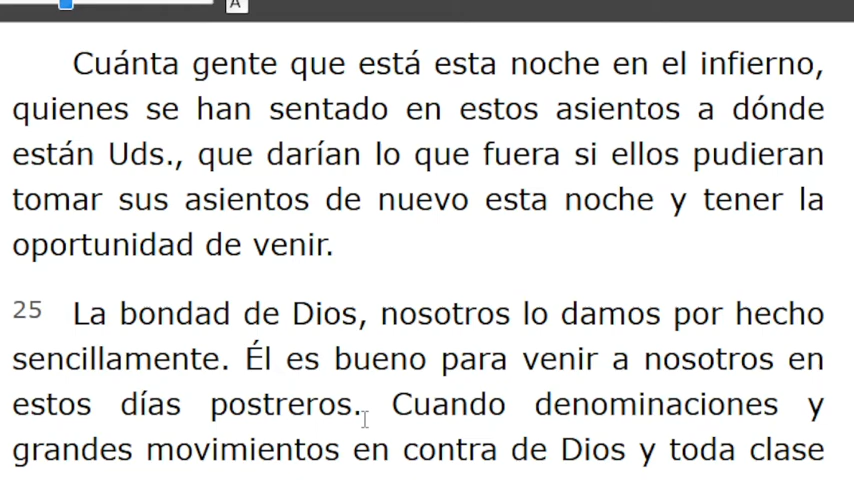 A
Cuánta gente que está esta noche en el infierno,
quienes se han sentado en estos asientos a dónde
están Uds., que darían lo que fuera si ellos pudieran
tomar sus asientos de nuevo esta noche y tener la
oportunidad de venir.
25 La bondad de Dios, nosotros lo damos por hecho
sencillamente. Él es bueno para venir a nosotros en
estos días postreros. Cuando denominaciones y
grandes movimientos en contra de Dios y toda clase